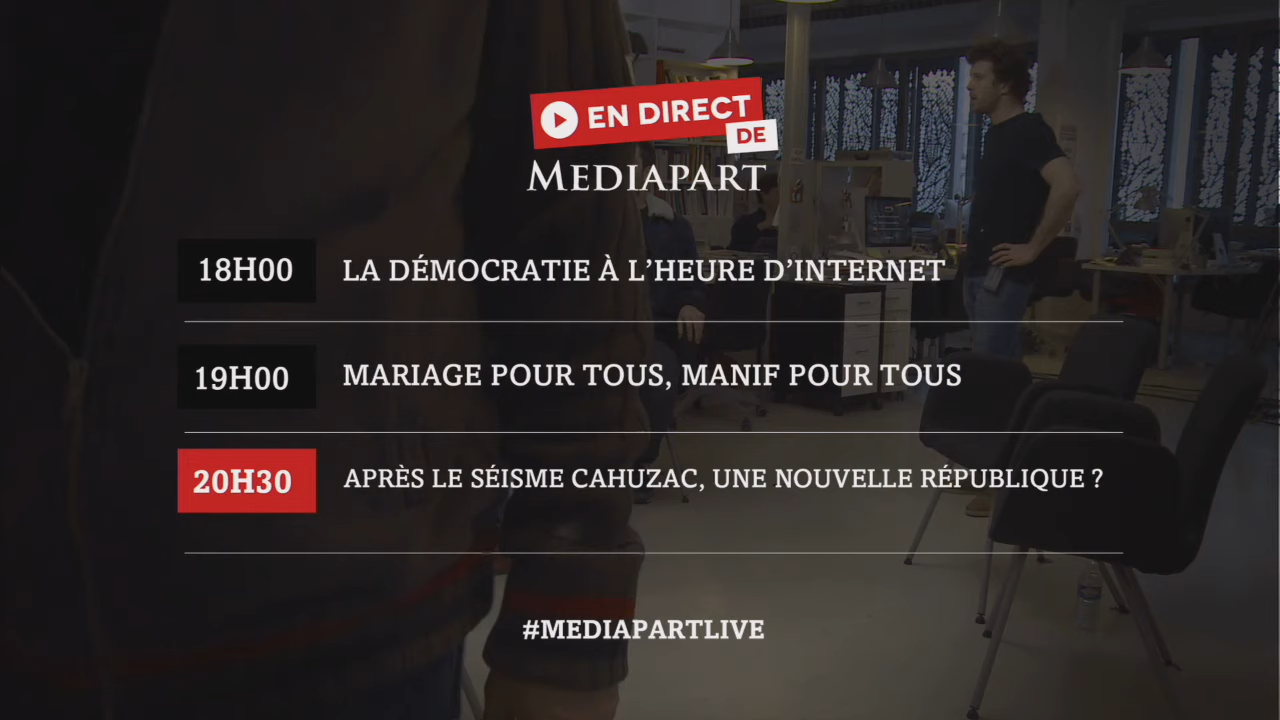 EN DIRECT
DE
MEDIAPART
18H00 LA DÉMOCRATIE À L'HEURE D'INTERNET
19H00 MARIAGE POUR TOUS, MANIF POUR TOUS
20H30 APRÈS LE SÉISME CAHUZAC, UNE NOUVELLE RÉPUBLIQUE ?
#MEDIAPARTLIVE